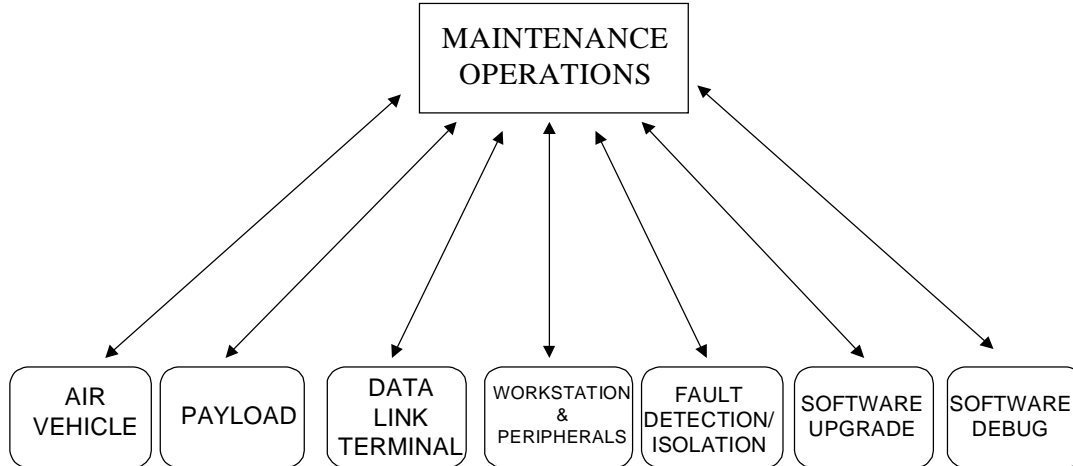 MAINTENANCE
OPERATIONS
AIR
VEHICLE
PAYLOAD
DATA
LINK
TERMINAL
WORKSTATION
&
PERIPHERALS
FAULT
DETECTION/
ISOLATION
SOFTWARE
UPGRADE
SOFTWARE
DEBUG